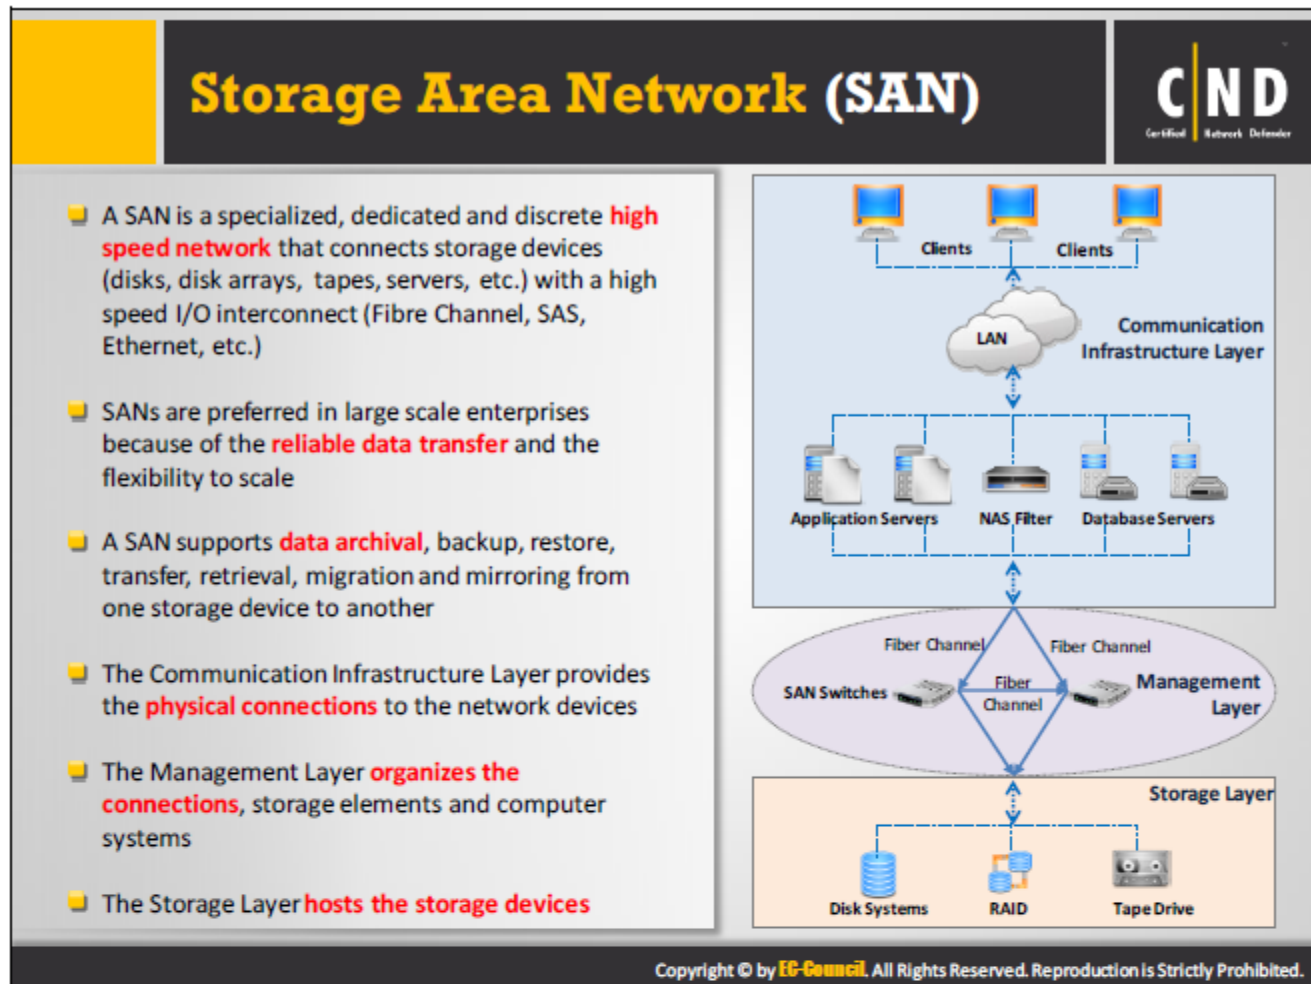 Storage Area Network (SAN)
C|ND
Certified Network Defender
A SAN is a specialized, dedicated and discrete high
speed network that connects storage devices
(disks, disk arrays, tapes, servers, etc.) with a high
speed I/O interconnect (Fibre Channel, SAS,
Ethernet, etc.)
SANs are preferred in large scale enterprises
because of the reliable data transfer and the
flexibility to scale
A SAN supports data archival, backup, restore,
transfer, retrieval, migration and mirroring from
one storage device to another
The Communication Infrastructure Layer provides
the physical connections to the network devices
The Management Layer organizes the
connections, storage elements and computer
systems
The Storage Layer hosts the storage devices
Clients
Clients
LAN
Communication
Infrastructure Layer
Application Servers
NAS Filter
Database Servers
Fiber Channel
Fiber Channel
SAN Switches
Fiber
Channel
Management
Layer
Storage Layer
Disk Systems
RAID
Tape Drive
Copyright © by EC-Council. All Rights Reserved. Reproduction is Strictly Prohibited.